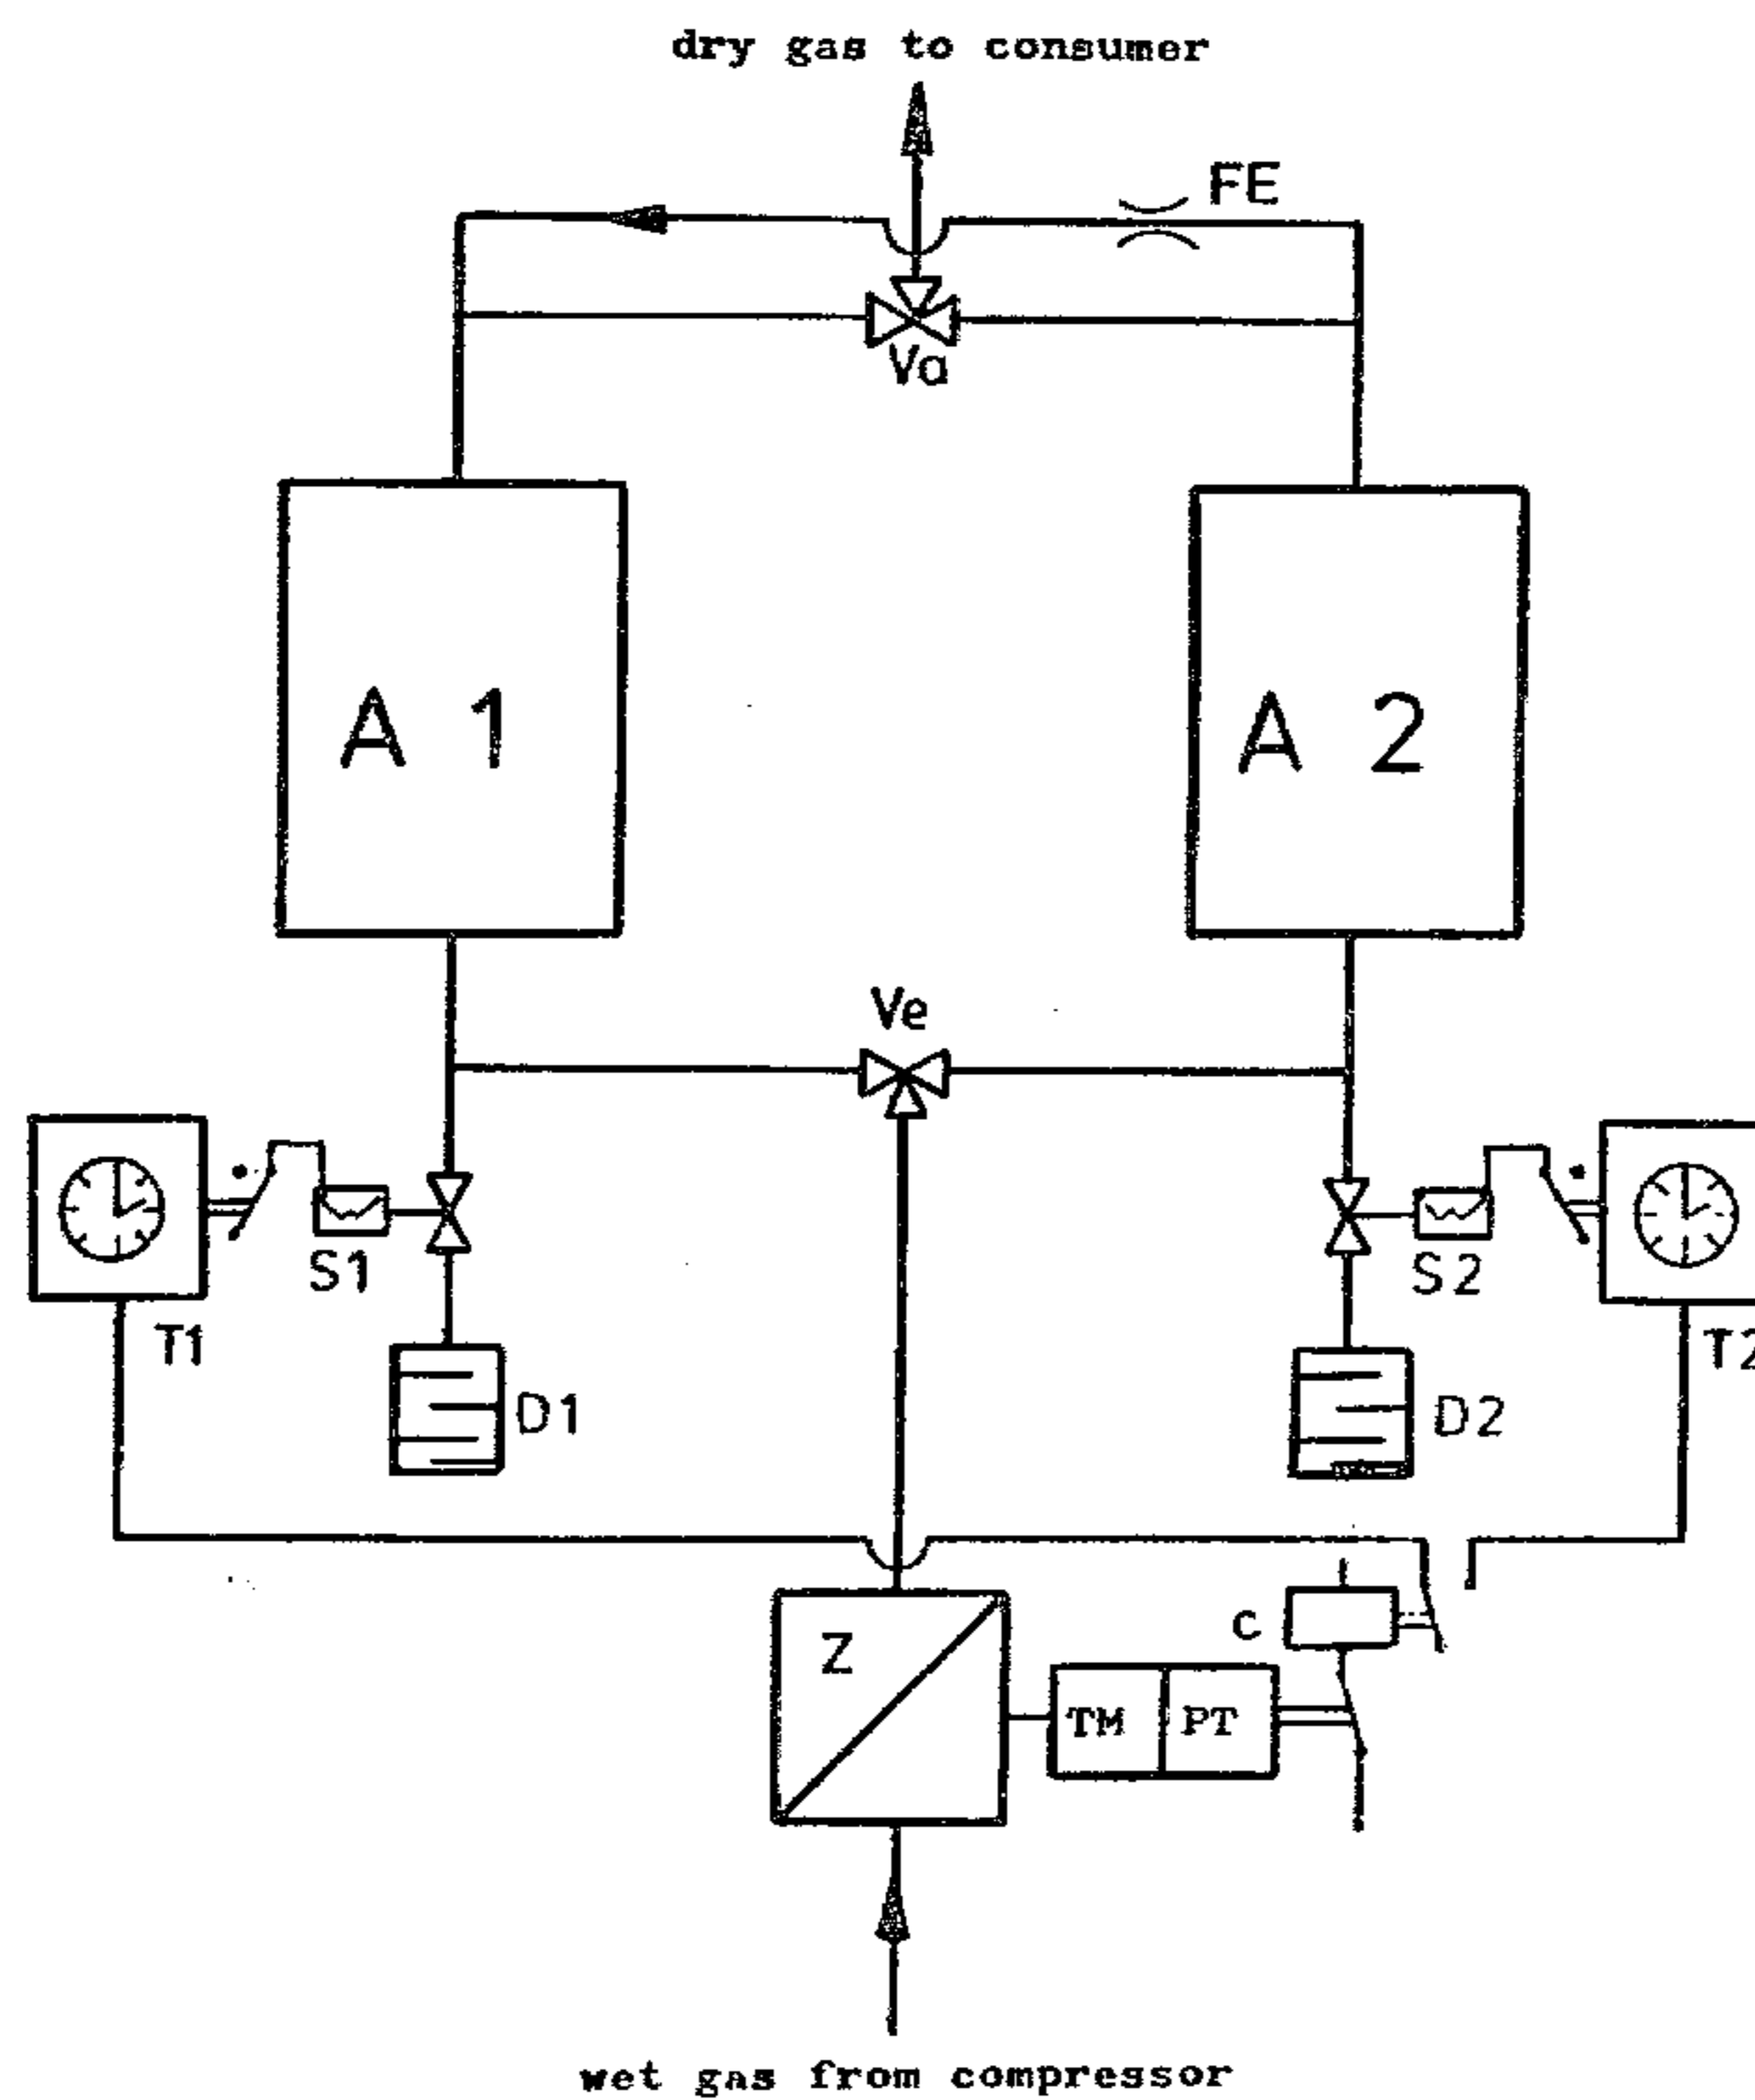 dry gas to consumer
FE
Va
A 1
A 2
Ve
S1
S2
T1
T2
D1
D2
C
Z
TM
PT
wet gas from compressor